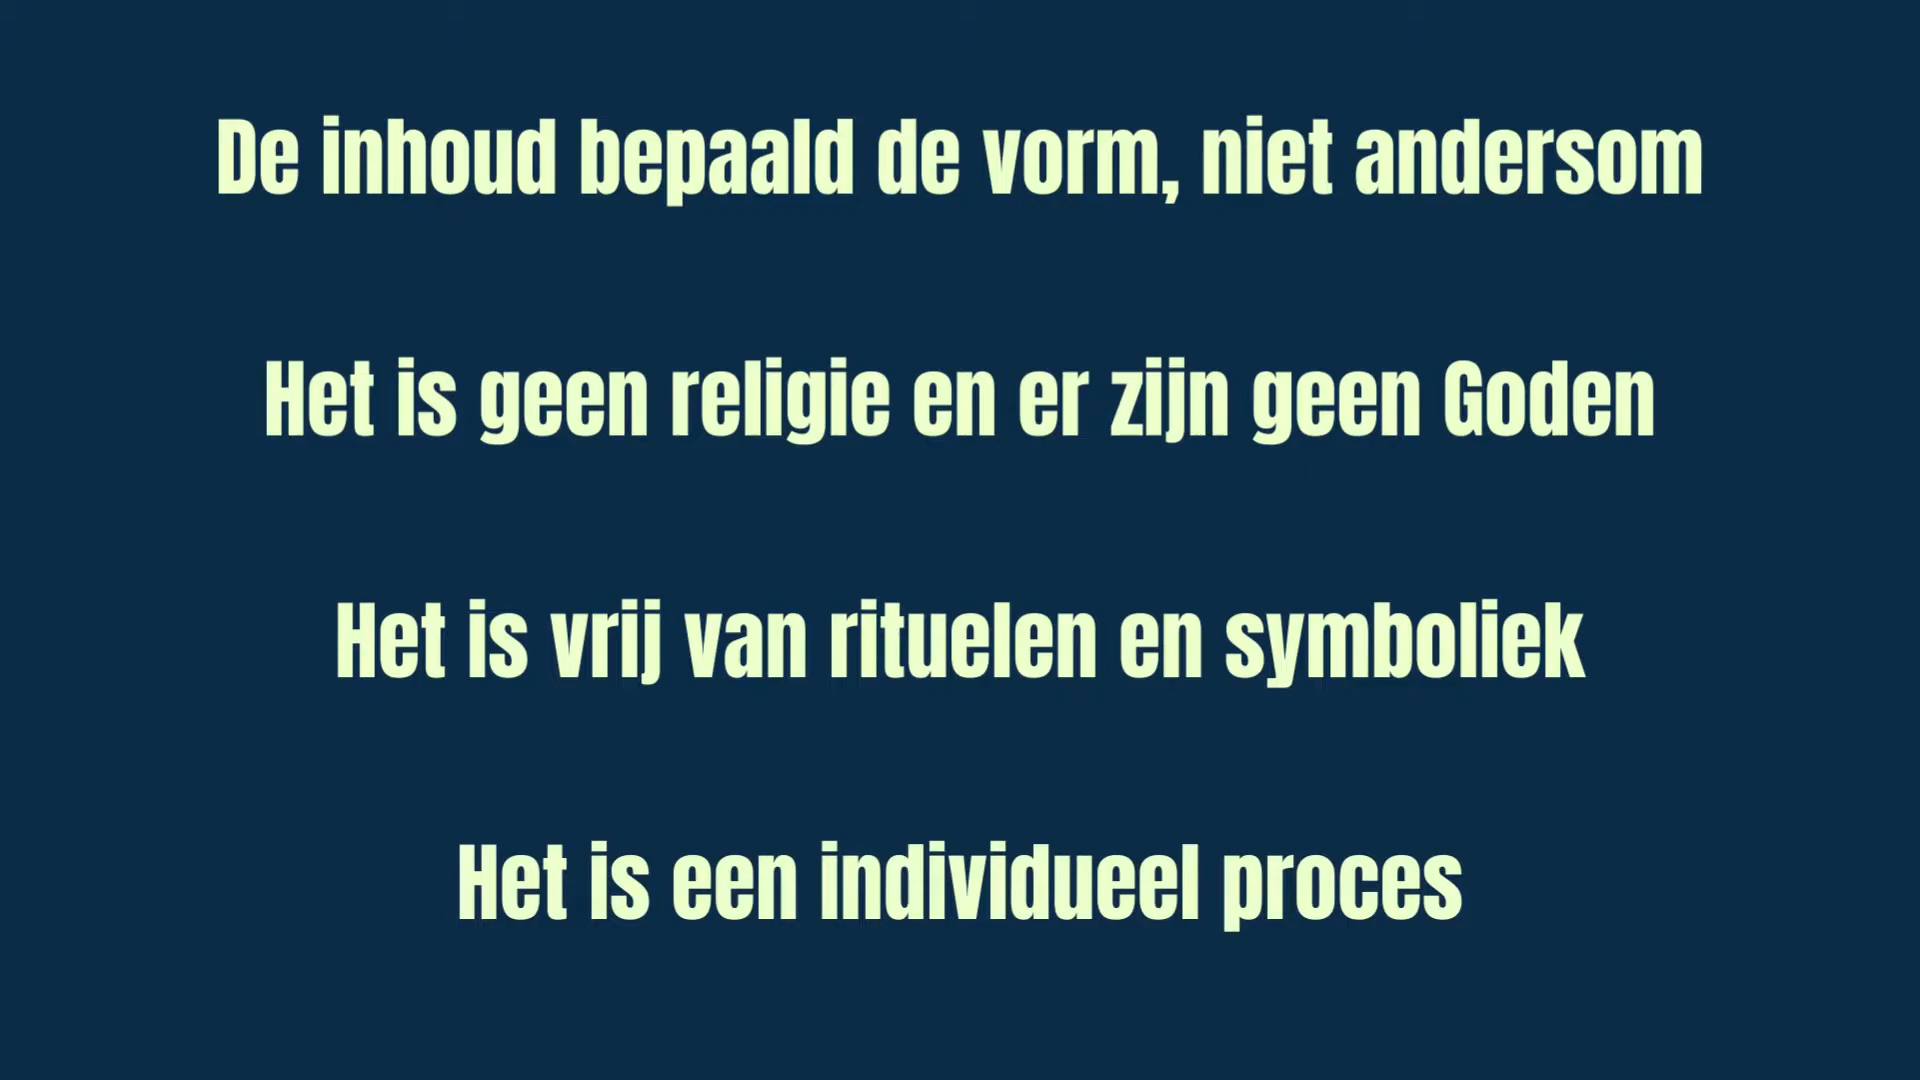 De inhoud bepaald de vorm, niet andersom
Het is geen religie en er zijn geen Goden
Het is vrij van rituelen en symboliek
Het is een individueel proces